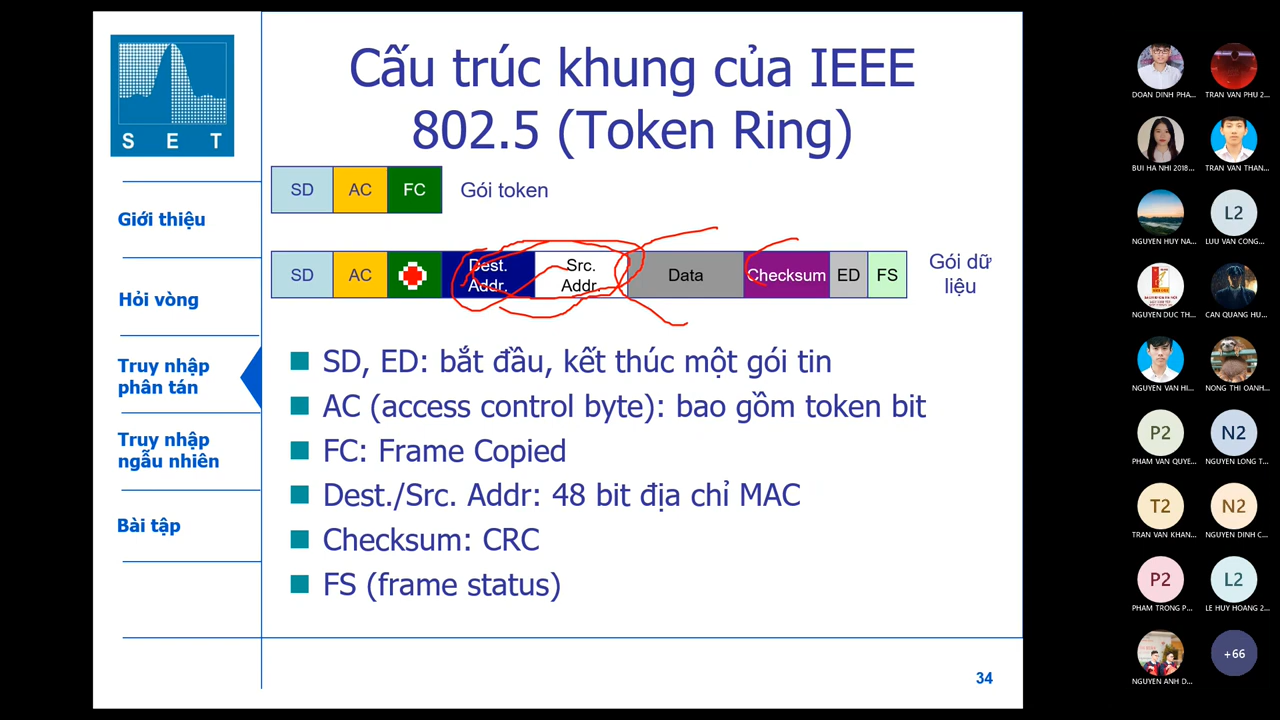 SET
Cấu trúc khung của IEEE
802.5 (Token Ring)
Giới thiệu
Hỏi vòng
Truy nhập
phân tán
Truy nhập
ngẫu nhiên
Bài tập
SD AC FC Gói token
SD AC Dest. Addr. Src. Addr. Data Checksum ED FS Gói dữ liệu
SD, ED: bắt đầu, kết thúc một gói tin
AC (access control byte): bao gồm token bit
FC: Frame Copied
Dest./Src. Addr: 48 bit địa chỉ MAC
Checksum: CRC
FS (frame status)
34
DOAN DINH PHA...
TRAN VAN PHU 2...
BUI HA NHI 2018...
TRAN VAN THAN...
L2
NGUYEN HUY NA...
LUU VAN CONG...
NGUYEN DUC TH...
CAN QUANG HU...
NGUYEN VAN HI...
NONG THI OANH...
P2
N2
PHAM VAN QUYE...
NGUYEN LONG T...
T2
N2
TRAN VAN KHAN...
NGUYEN DINH C...
P2
L2
PHAM TRONG P...
LE HUY HOANG 2...
+66
NGUYEN ANH D...